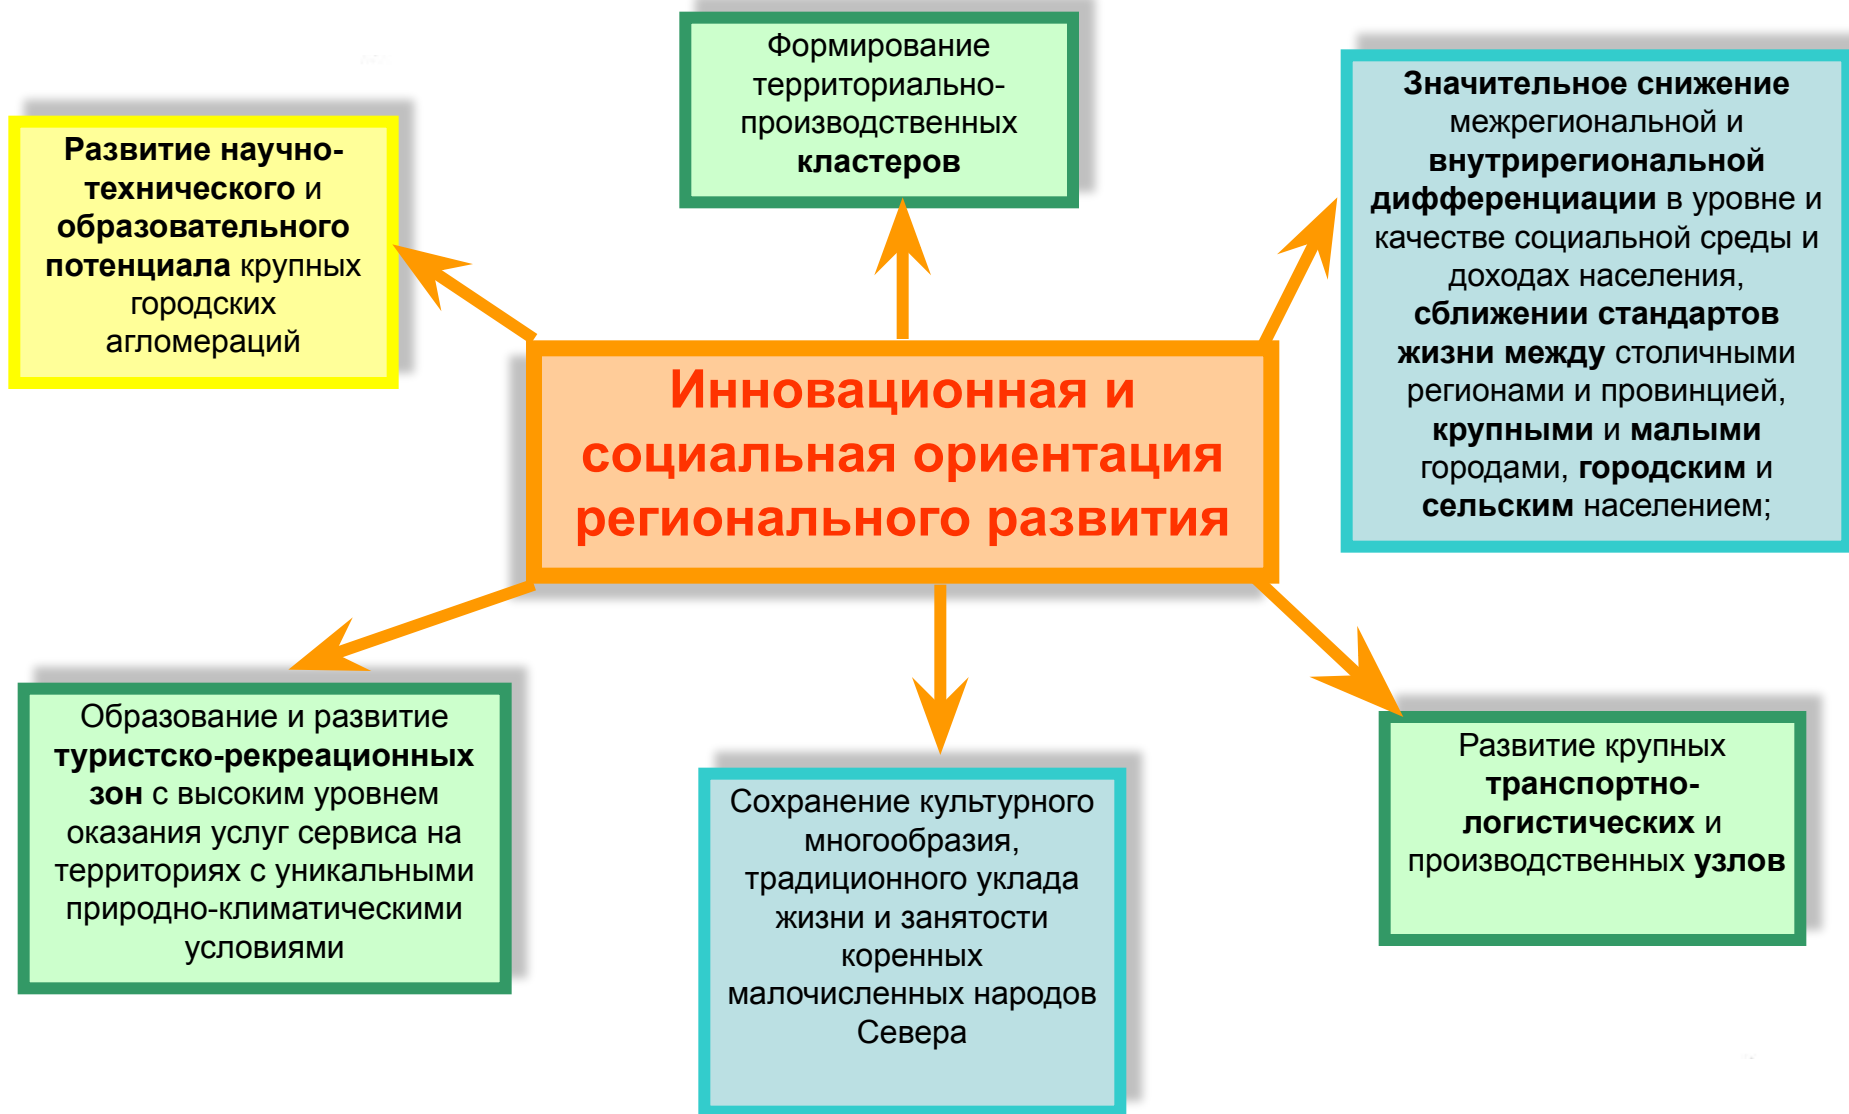 Формирование
территориально-
производственных
кластеров
Развитие научно-
технического и
образовательного
потенциала крупных
городских
агломераций
Значительное снижение
межрегиональной и
внутрирегиональной
дифференциации в уровне и
качестве социальной среды и
доходах населения,
сближении стандартов
жизни между столичными
регионами и провинцией,
крупными и малыми
городами, городским и
сельским населением;
Инновационная и
социальная ориентация
регионального развития
Образование и развитие
туристско-рекреационных
зон с высоким уровнем
оказания услуг сервиса на
территориях с уникальными
природно-климатическими
условиями
Сохранение культурного
многообразия,
традиционного уклада
жизни и занятости
коренных
малочисленных народов
Севера
Развитие крупных
транспортно-
логистических и
производственных узлов